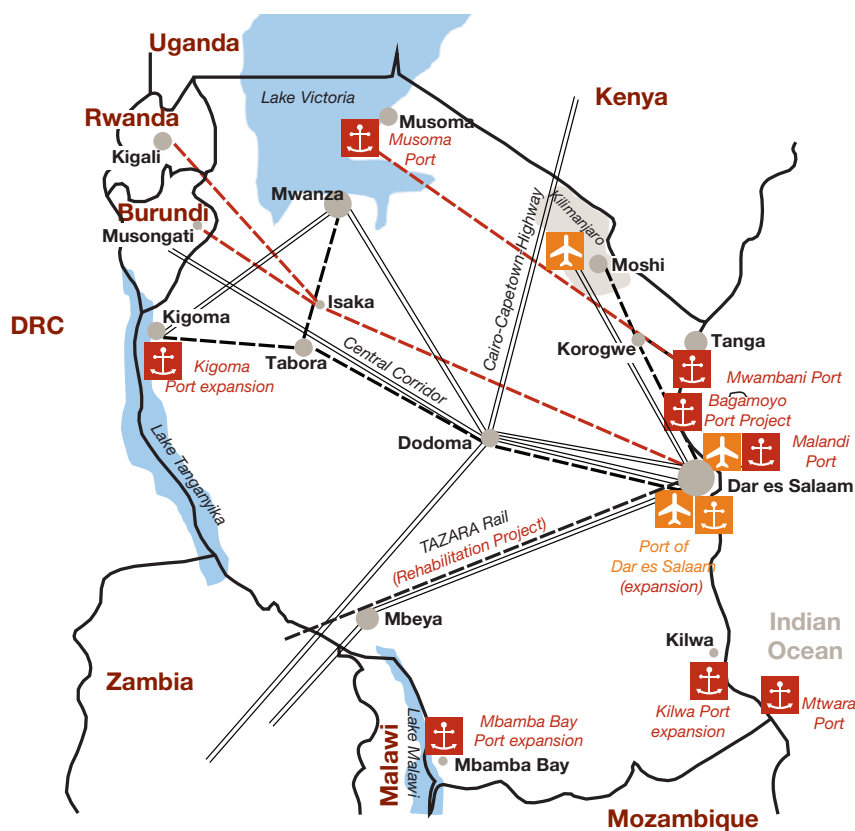 Uganda
Lake Victoria
Kenya
Rwanda
Musoma
Musoma
Port
Kigali
Mwanza
Kilimanjaro
Burundi
Musongati
Cairo-Capetown-Highway
Moshi
DRC
Kigoma
Isaka
Kigoma
Port expansion
Tabora
Central Corridor
Korogwe
Tanga
Mwambani Port
Bagamoyo
Port Project
Dodoma
Malandi
Port
Lake Tanganyika
Dar es Salaam
TAZARA Rail
(Rehabilitation Project)
Port of
Dar es Salaam
(expansion)
Mbeya
Indian
Ocean
Kilwa
Zambia
Kilwa Port
expansion
Mtwara
Port
Malawi
Lake Malawi
Mbamba Bay
Port expansion
Mbamba Bay
Mozambique